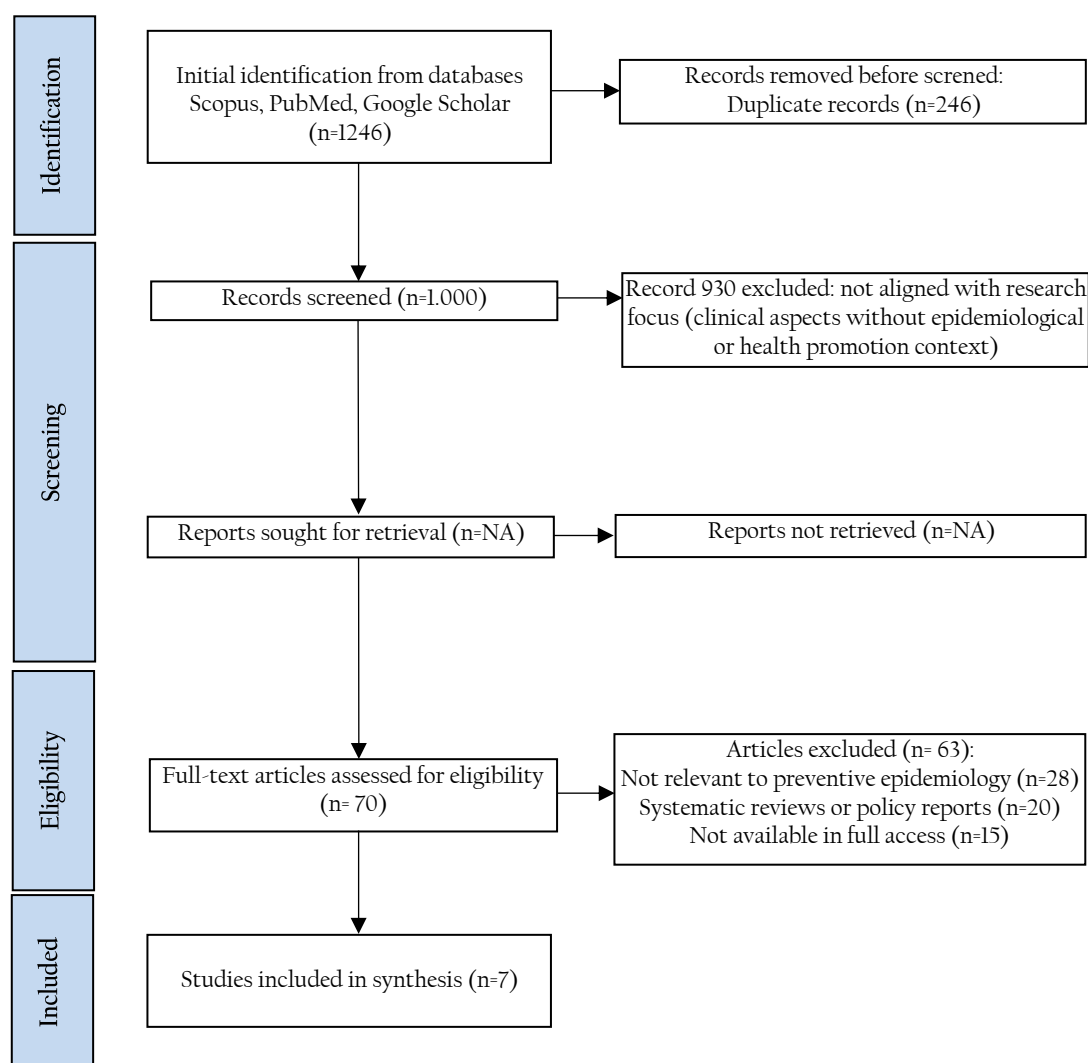 Identification
Initial identification from databases
Scopus, PubMed, Google Scholar
(n=1246)
Records removed before screned:
Duplicate records (n=246)
Screening
Records screened (n=1.000)
Record 930 excluded: not aligned with research
focus (clinical aspects without epidemiological
or health promotion context)
Reports sought for retrieval (n=NA)
Reports not retrieved (n=NA)
Eligibility
Full-text articles assessed for eligibility
(n= 70)
Articles excluded (n= 63):
Not relevant to preventive epidemiology (n=28)
Systematic reviews or policy reports (n=20)
Not available in full access (n=15)
Included
Studies included in synthesis (n=7)